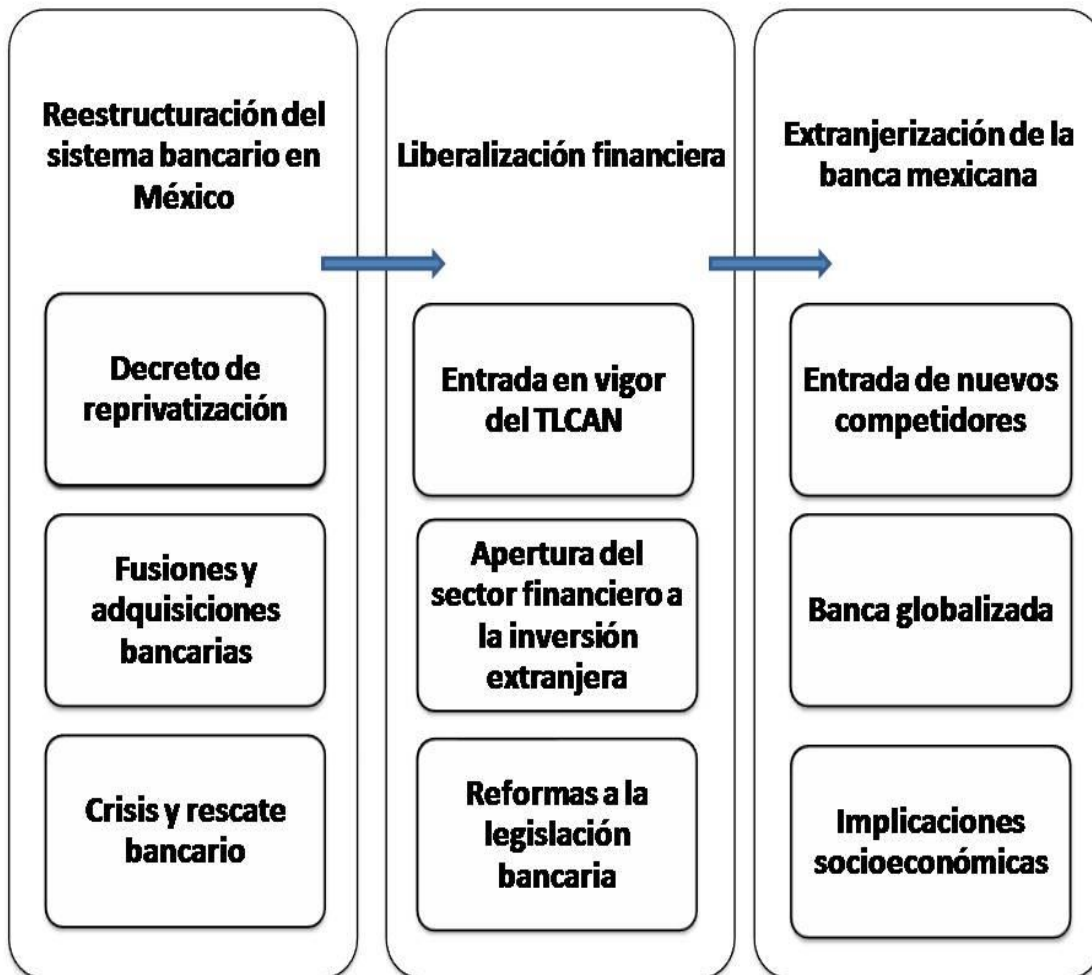 Reestructuración del
sistema bancario en
México
Decreto de
reprivatización
Fusiones y
adquisiciones
bancarias
Crisis y rescate
bancario
Liberalización financiera
Entrada en vigor
del TLCAN
Apertura del
sector financiero a
la inversión
extranjera
Reformas a la
legislación
bancaria
Extranjerización de la
banca mexicana
Entrada de nuevos
competidores
Banca globalizada
Implicaciones
socioeconómicas